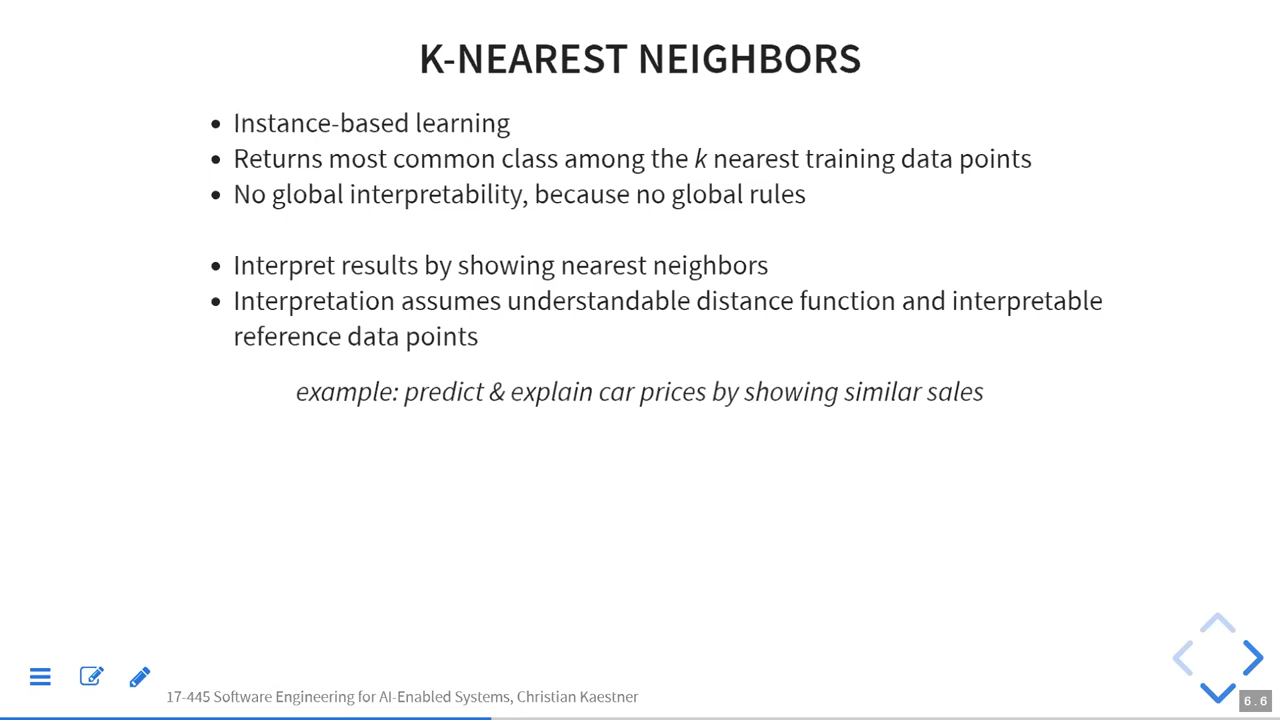 K-NEAREST NEIGHBORS
• Instance-based learning
• Returns most common class among the k nearest training data points
• No global interpretability, because no global rules
• Interpret results by showing nearest neighbors
• Interpretation assumes understandable distance function and interpretable
reference data points
example: predict & explain car prices by showing similar sales
17-445 Software Engineering for AI-Enabled Systems, Christian Kaestner
6.6